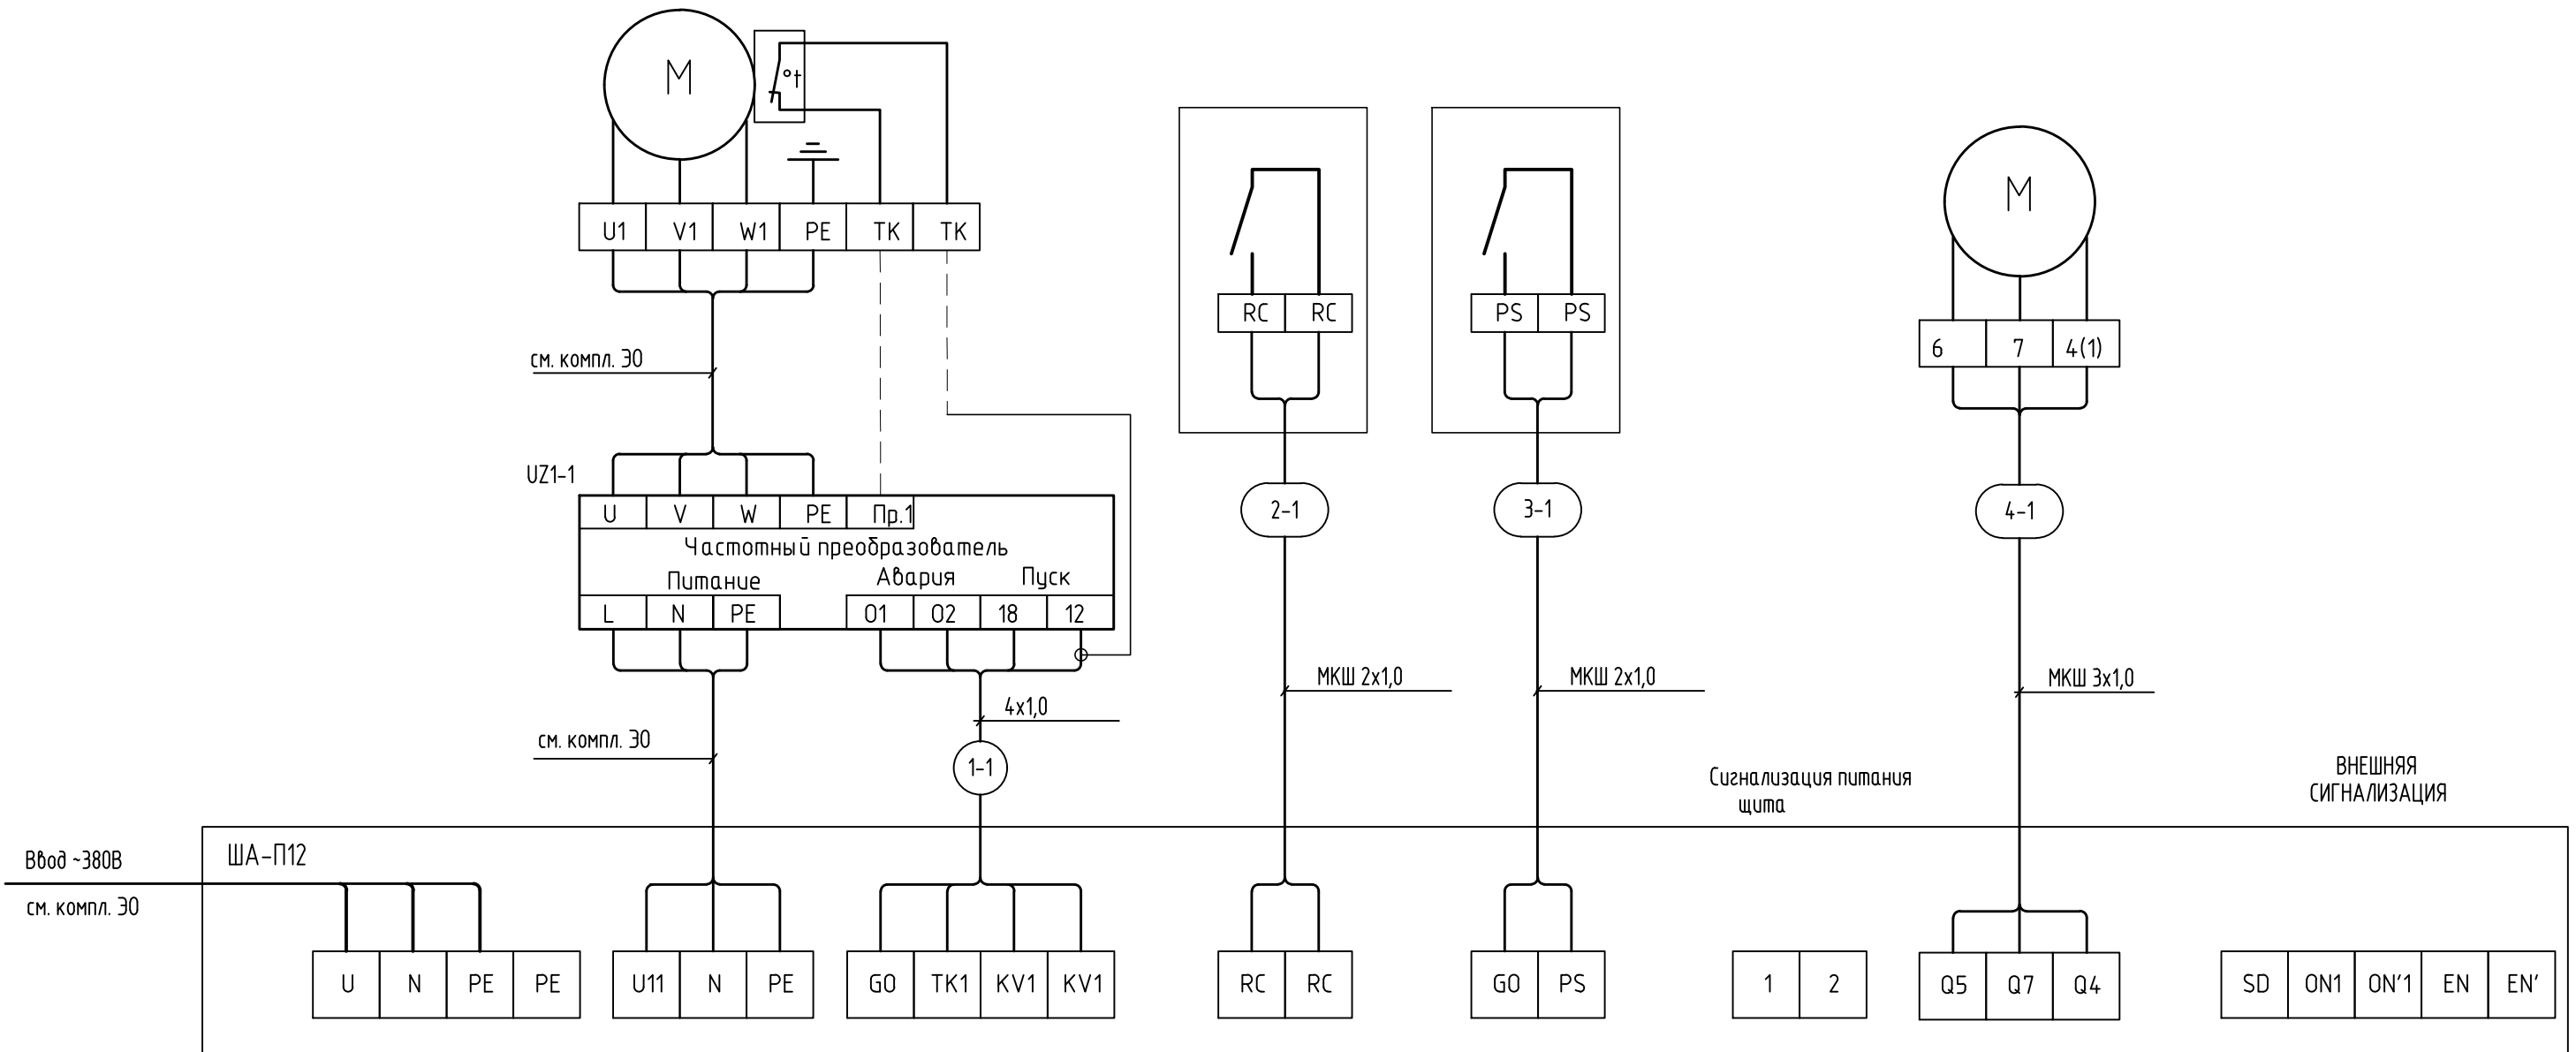 M
°t
U1 V1 W1 PE TK TK
см. компл. ЭО
UZ1-1
U V W PE Пр.1
Частотный преобразователь
Питание Авария Пуск
L N PE O1 O2 18 12
4х1,0
см. компл. ЭО
1-1
RC RC
2-1
МКШ 2х1,0
PS PS
3-1
МКШ 2х1,0
M
6 7 4(1)
4-1
МКШ 3х1,0
Сигнализация питания
щита
ВНЕШНЯЯ
СИГНАЛИЗАЦИЯ
Ввод ~380В
см. компл. ЭО
ША-П12
U N PE PE
U11 N PE
GO TK1 KV1 KV1
RC RC
GO PS
1 2
Q5 Q7 Q4
SD ON1 ON'1 EN EN'